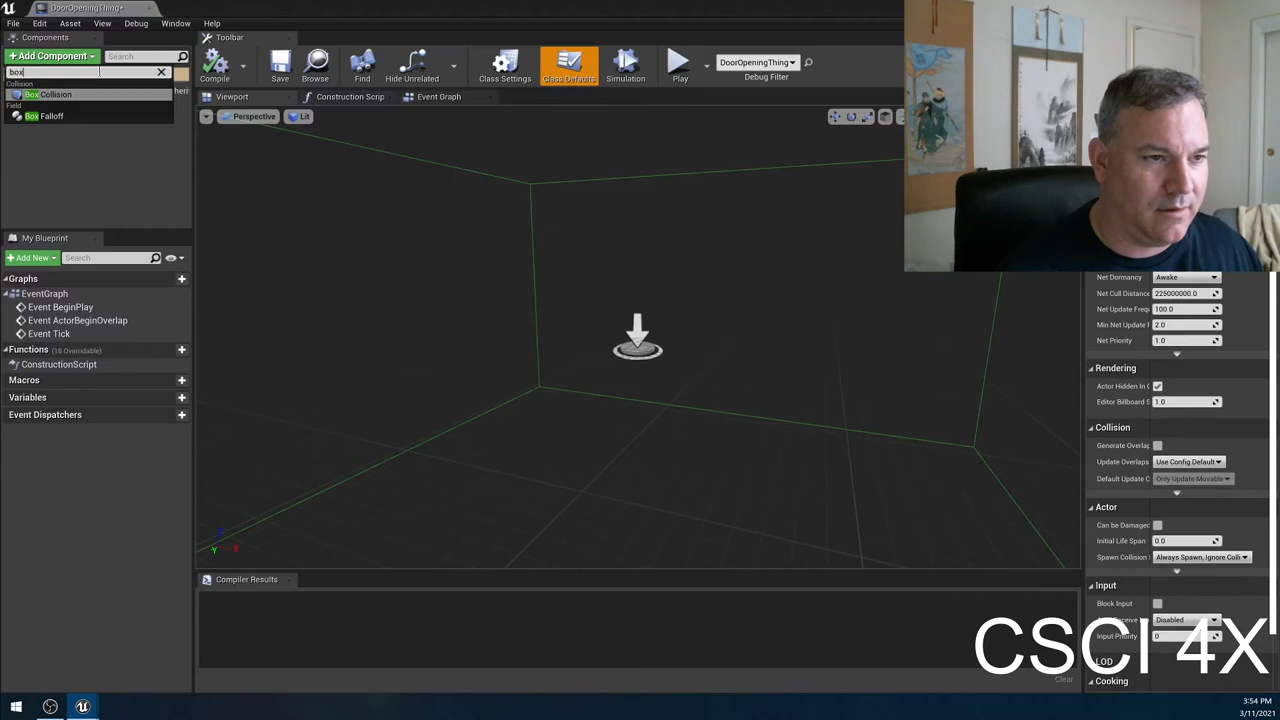 DoorOpeningThing*
File Edit Asset View Debug Window Help
Components
Toolbar
+Add Component
Search
box
Collision
Box Collision
Field
Box Falloff
Compile
Save
Browse
Find
Hide Unrelated
Class Settings
Class Defaults
Simulation
Play
DoorOpeningThing
Debug Filter
Viewport
Construction Scrip
Event Graph
Perspective
Lit
My Blueprint
+Add New
Search
Graphs
EventGraph
Event BeginPlay
Event ActorBeginOverlap
Event Tick
Functions (18 Overridable)
ConstructionScript
Macros
Variables
Event Dispatchers
Z
Y
X
Compiler Results
Clear
Net Dormancy Awake
Net Cull Distance 225000000.0
Net Update Freq 100.0
Min Net Update 2.0
Net Priority 1.0
Rendering
Actor Hidden In
Editor Billboard S 1.0
Collision
Generate Overlap
Update Overlaps Use Config Default
Default Update O Only Update Movable
Actor
Can be Damaged
Initial Life Span 0.0
Spawn Collision Always Spawn, Ignore Colli
Input
Block Input
Disabled
Input Priority 0
LOD
Cooking
CSCI 4X
3:54 PM
3/11/2021